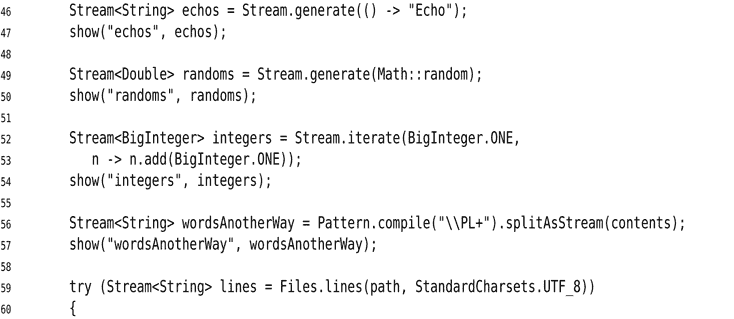 46 Stream<String> echos = Stream.generate(() -> "Echo");
47 show("echos", echos);
48
49 Stream<Double> randoms = Stream.generate(Math::random);
50 show("randoms", randoms);
51
52 Stream<BigInteger> integers = Stream.iterate(BigInteger.ONE,
53 n -> n.add(BigInteger.ONE));
54 show("integers", integers);
55
56 Stream<String> wordsAnotherWay = Pattern.compile("\\PL+").splitAsStream(contents);
57 show("wordsAnotherWay", wordsAnotherWay);
58
59 try (Stream<String> lines = Files.lines(path, StandardCharsets.UTF_8))
60 {